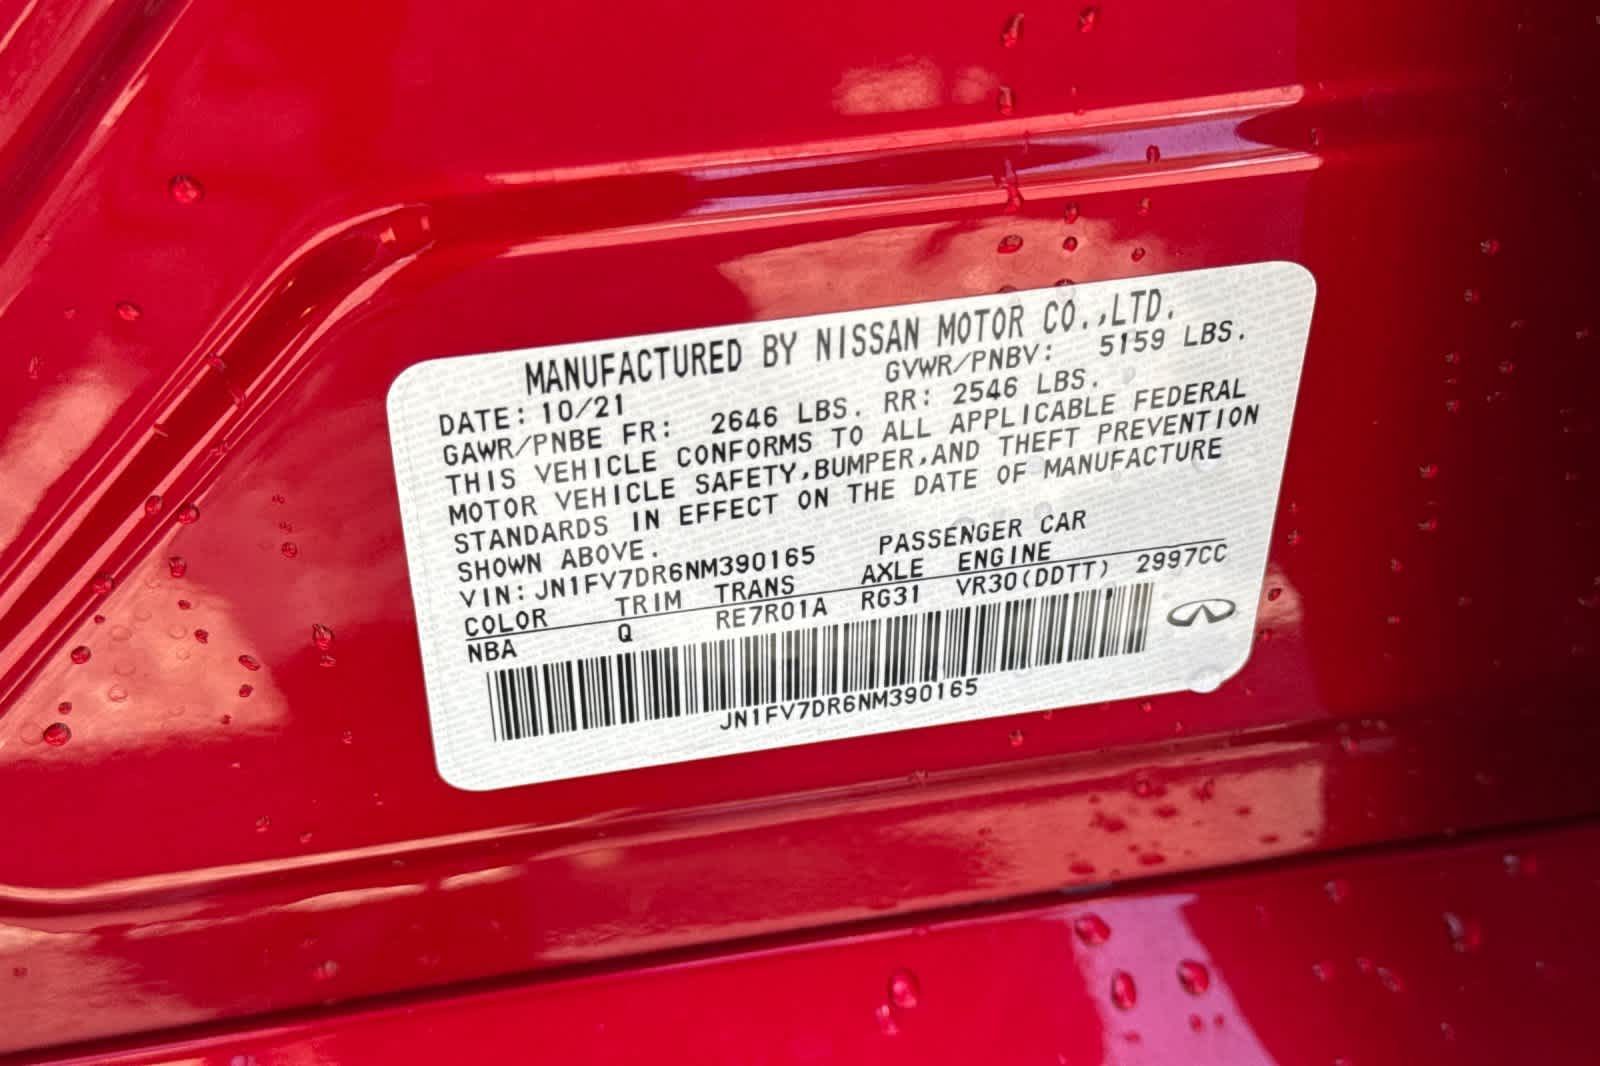 MANUFACTURED BY NISSAN MOTOR CO.,LTD.
DATE: 10/21 GVWR/PNBV: 5159 LBS.
GAWR/PNBE FR: 2646 LBS. RR: 2546 LBS.
THIS VEHICLE CONFORMS TO ALL APPLICABLE FEDERAL
MOTOR VEHICLE SAFETY,BUMPER,AND THEFT PREVENTION
STANDARDS IN EFFECT ON THE DATE OF MANUFACTURE
SHOWN ABOVE.
VIN: JN1FV7DR6NM390165 PASSENGER CAR
COLOR TRIM TRANS AXLE ENGINE
NBA Q RE7R01A RG31 VR30(DDTT) 2997CC
JN1FV7DR6NM390165